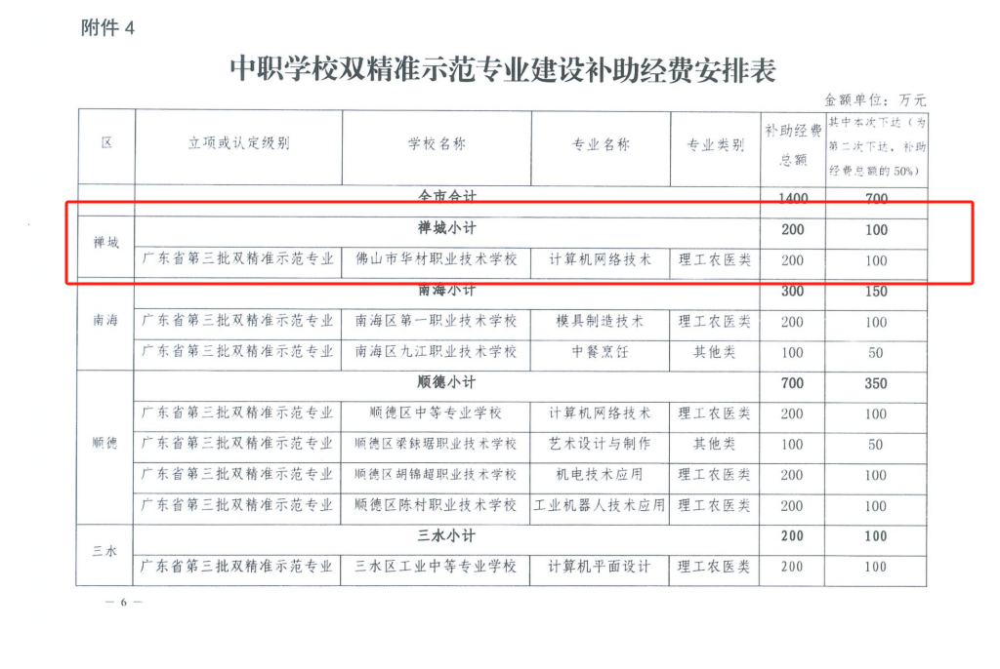 附件 4
中职学校双精准示范专业建设补助经费安排表
金额单位：万元
区 立项或认定级别 学校名称 专业名称 专业类别 补助经费总额 其中本次下达（为第二次下达，补助经费总额的50%）
全市合计 1400 700
禅城 禅城小计 200 100
广东省第三批双精准示范专业 佛山市华材职业技术学校 计算机网络技术 理工农医类 200 100
南海 南海小计 300 150
广东省第三批双精准示范专业 南海区第一职业技术学校 模具制造技术 理工农医类 200 100
广东省第三批双精准示范专业 南海区九江职业技术学校 中餐烹饪 其他类 100 50
顺德 顺德小计 700 350
广东省第三批双精准示范专业 顺德区中等专业学校 计算机网络技术 理工农医类 200 100
广东省第三批双精准示范专业 顺德区梁銶琚职业技术学校 艺术设计与制作 其他类 100 50
广东省第三批双精准示范专业 顺德区胡锦超职业技术学校 机电技术应用 理工农医类 200 100
广东省第三批双精准示范专业 顺德区陈村职业技术学校 工业机器人技术应用 理工农医类 200 100
三水 三水小计 200 100
广东省第三批双精准示范专业 三水区工业中等专业学校 计算机平面设计 理工农医类 200 100
— 6 —